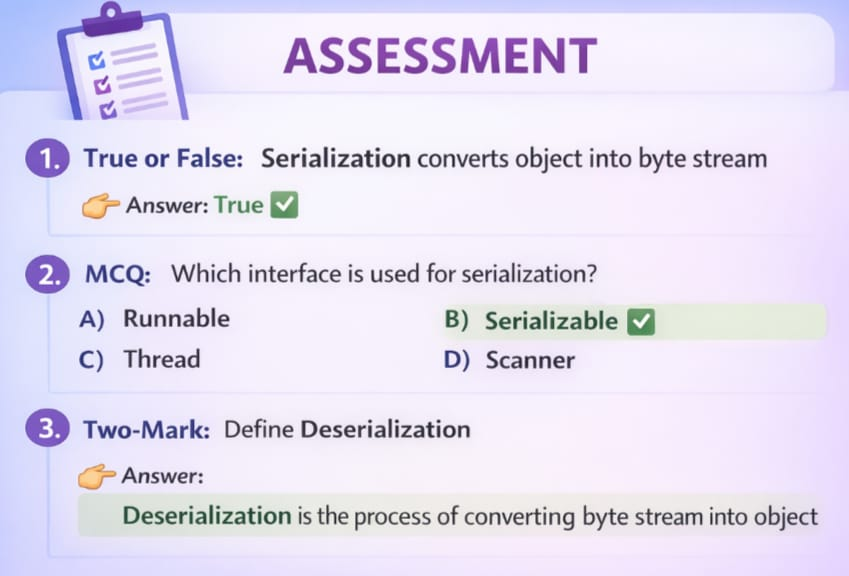 ASSESSMENT
1. True or False: Serialization converts object into byte stream
👉 Answer: True ✅
2. MCQ: Which interface is used for serialization?
A) Runnable B) Serializable ✅
C) Thread D) Scanner
3. Two-Mark: Define Deserialization
👉 Answer:
Deserialization is the process of converting byte stream into object